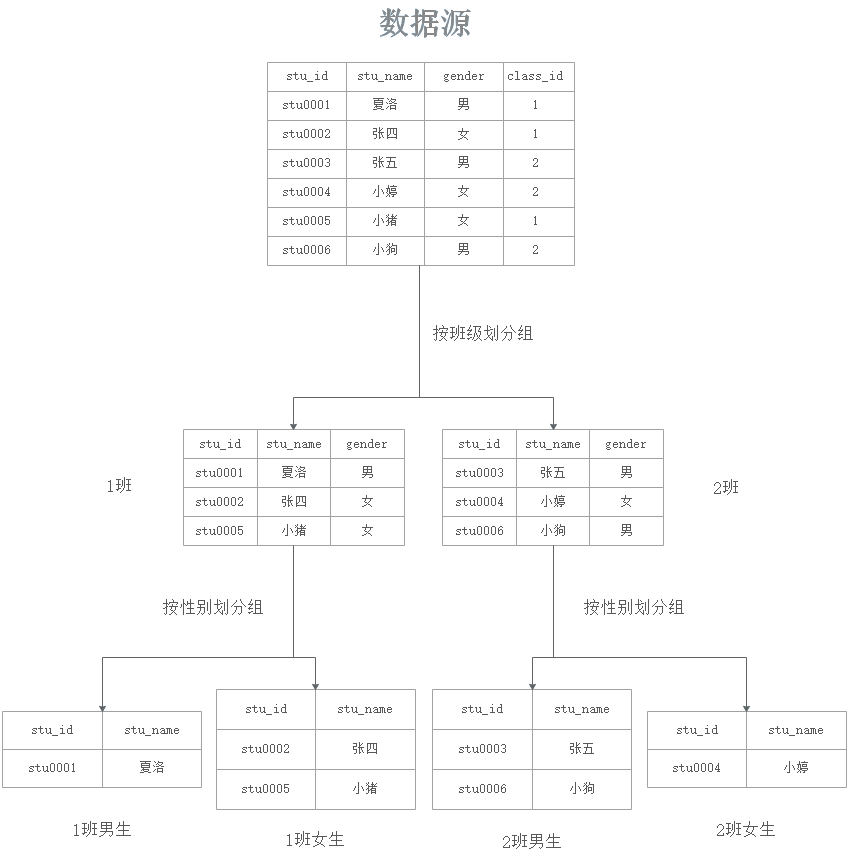 数据源
stu_id stu_name gender class_id
stu0001 夏洛 男 1
stu0002 张四 女 1
stu0003 张五 男 2
stu0004 小婷 女 2
stu0005 小猪 女 1
stu0006 小狗 男 2
按班级划分组
1班
stu_id stu_name gender
stu0001 夏洛 男
stu0002 张四 女
stu0005 小猪 女
stu_id stu_name gender
stu0003 张五 男
stu0004 小婷 女
stu0006 小狗 男
2班
按性别划分组
按性别划分组
stu_id stu_name
stu0001 夏洛
1班男生
stu_id stu_name
stu0002 张四
stu0005 小猪
1班女生
stu_id stu_name
stu0003 张五
stu0006 小狗
2班男生
stu_id stu_name
stu0004 小婷
2班女生